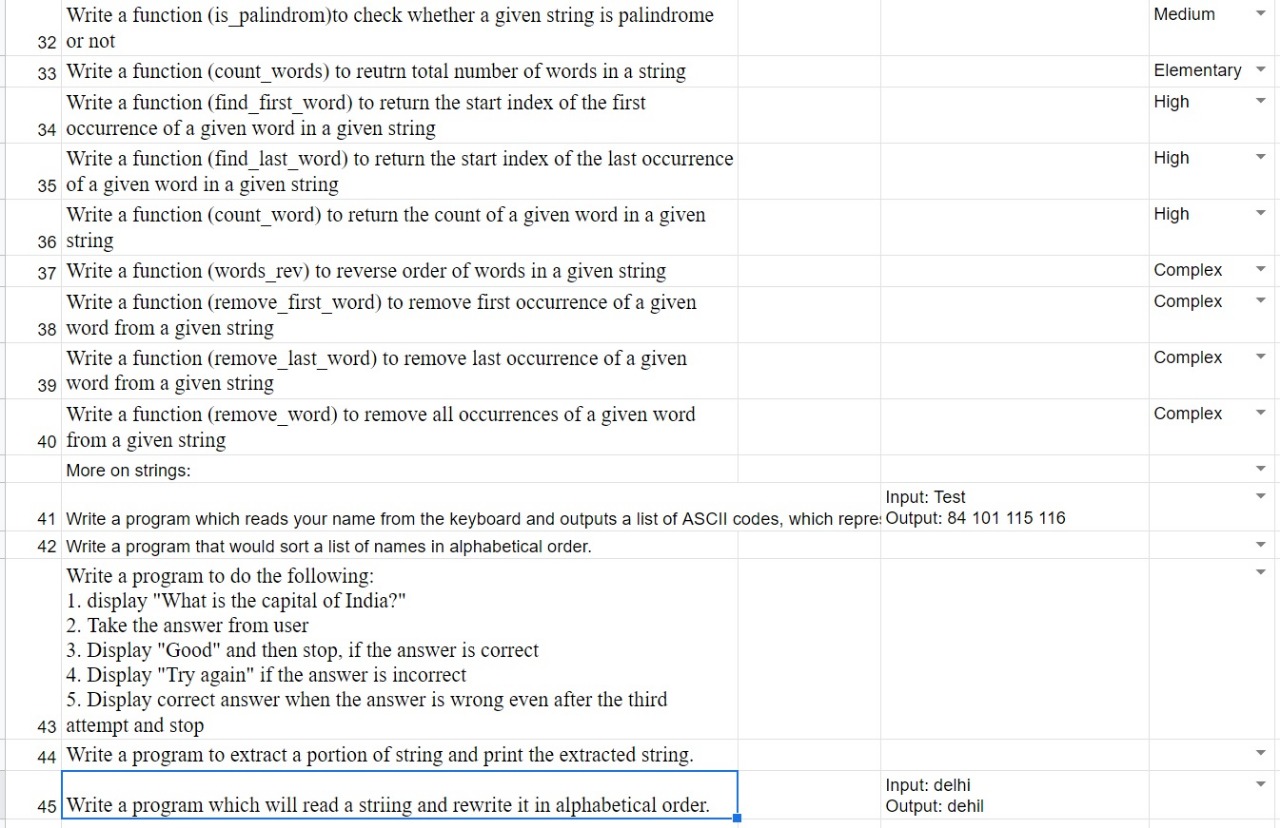 Write a function (is_palindrom)to check whether a given string is palindrome
Medium
32 or not
33 Write a function (count_words) to reutrn total number of words in a string
Elementary
Write a function (find_first_word) to return the start index of the first
High
34 occurrence of a given word in a given string
Write a function (find_last_word) to return the start index of the last occurrence
High
35 of a given word in a given string
Write a function (count_word) to return the count of a given word in a given
High
36 string
37 Write a function (words_rev) to reverse order of words in a given string
Complex
Write a function (remove_first_word) to remove first occurrence of a given
Complex
38 word from a given string
Write a function (remove_last_word) to remove last occurrence of a given
Complex
39 word from a given string
Write a function (remove_word) to remove all occurrences of a given word
Complex
40 from a given string
More on strings:
Input: Test
41 Write a program which reads your name from the keyboard and outputs a list of ASCII codes, which repre
Output: 84 101 115 116
42 Write a program that would sort a list of names in alphabetical order.
Write a program to do the following:
1. display "What is the capital of India?"
2. Take the answer from user
3. Display "Good" and then stop, if the answer is correct
4. Display "Try again" if the answer is incorrect
5. Display correct answer when the answer is wrong even after the third
43 attempt and stop
44 Write a program to extract a portion of string and print the extracted string.
Input: delhi
45 Write a program which will read a striing and rewrite it in alphabetical order.
Output: dehil